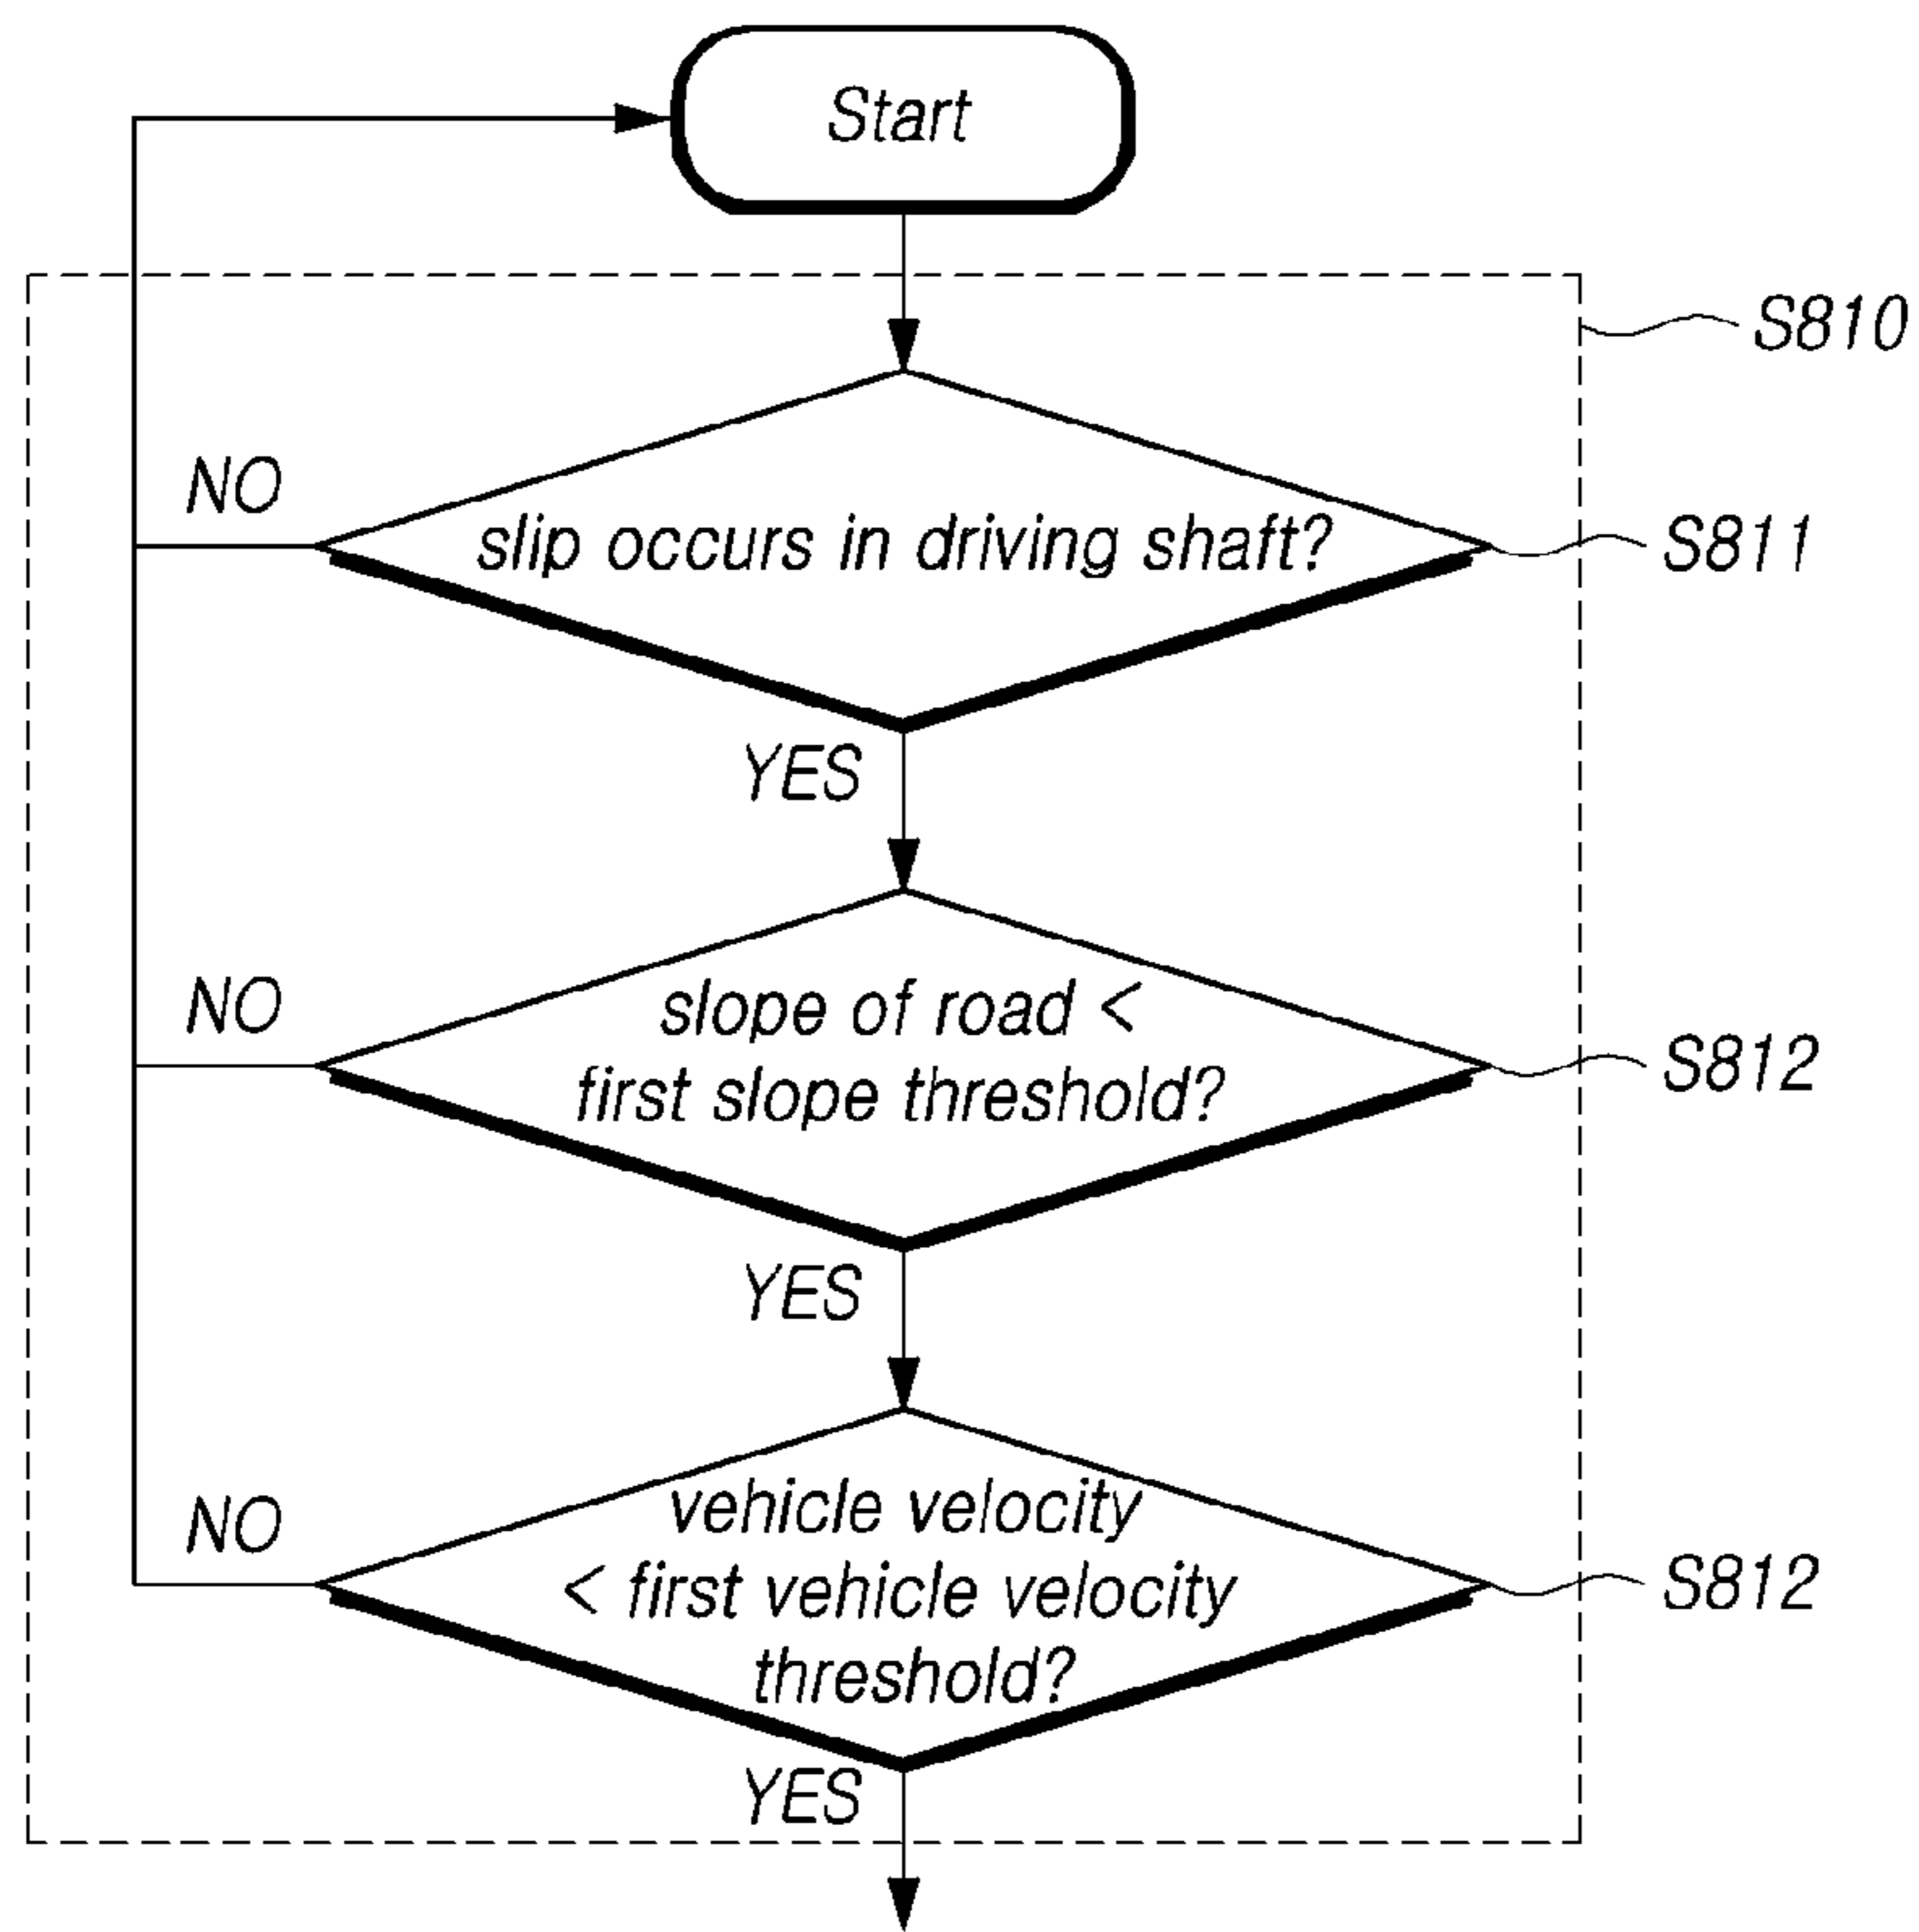 Start
S810
NO
slip occurs in driving shaft?
S811
YES
NO
slope of road <
first slope threshold?
S812
YES
NO
vehicle velocity
< first vehicle velocity
threshold?
S812
YES